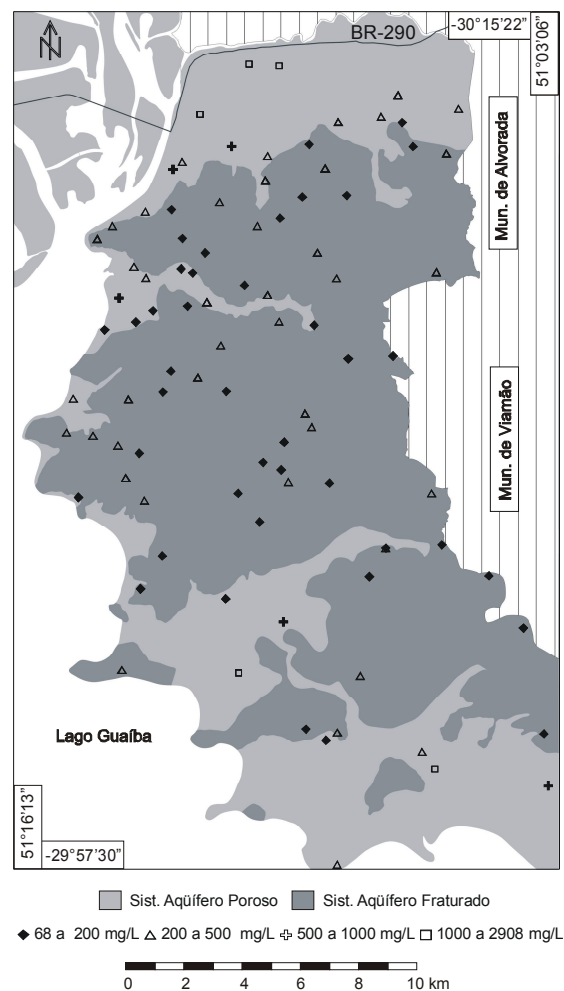 N
BR-290
-30°15'22"
51°03'06"
Mun. de Alvorada
Mun. de Viamão
Lago Guaíba
51°16'13"
-29°57'30"
Sist. Aqüífero Poroso
Sist. Aqüífero Fraturado
68 a 200 mg/L
200 a 500 mg/L
500 a 1000 mg/L
1000 a 2908 mg/L
0 2 4 6 8 10 km